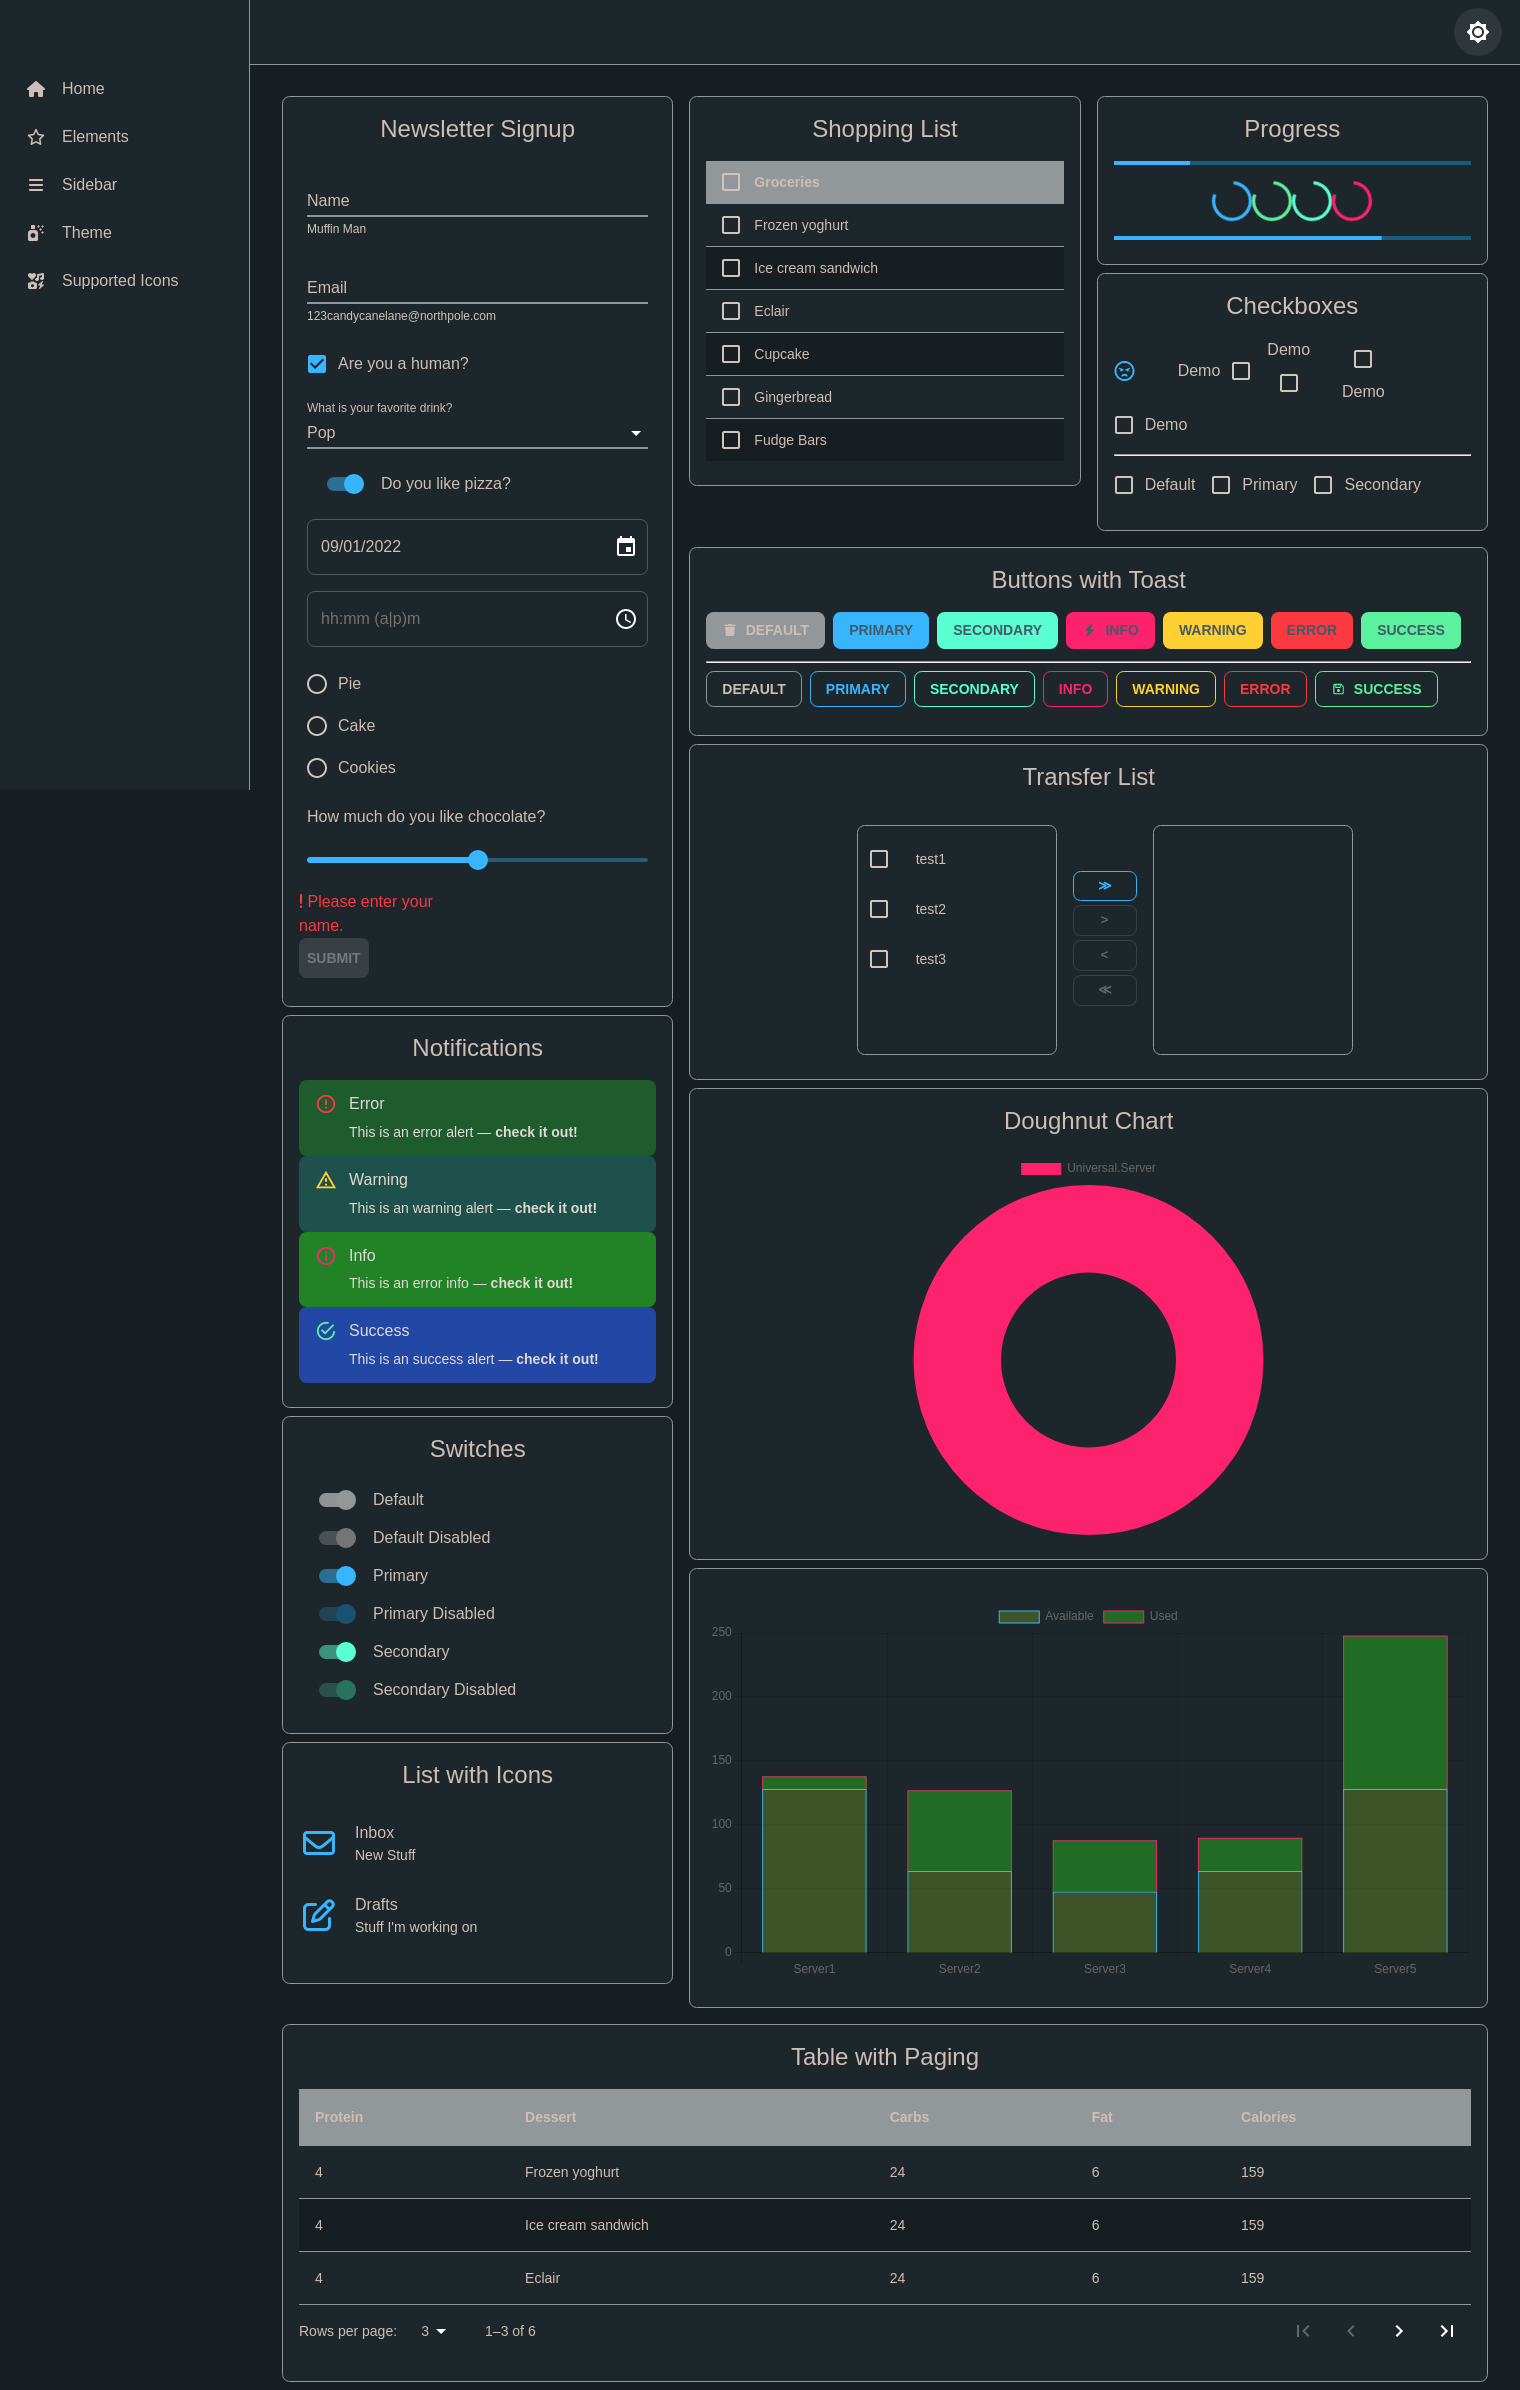 Home
Elements
Sidebar
Theme
Supported Icons
Newsletter Signup
Name
Muffin Man
Email
123candycanelane@northpole.com
Are you a human?
What is your favorite drink?
Pop
Do you like pizza?
09/01/2022
hh:mm (a|p)m
Pie
Cake
Cookies
How much do you like chocolate?
! Please enter your
name.
SUBMIT
Notifications
Error
This is an error alert — check it out!
Warning
This is an warning alert — check it out!
Info
This is an error info — check it out!
Success
This is an success alert — check it out!
Switches
Default
Default Disabled
Primary
Primary Disabled
Secondary
Secondary Disabled
List with Icons
Inbox
New Stuff
Drafts
Stuff I'm working on
Shopping List
Groceries
Frozen yoghurt
Ice cream sandwich
Eclair
Cupcake
Gingerbread
Fudge Bars
Progress
Checkboxes
Demo
Demo
Demo
Demo
Default Primary Secondary
Buttons with Toast
DEFAULT PRIMARY SECONDARY INFO WARNING ERROR SUCCESS
DEFAULT PRIMARY SECONDARY INFO WARNING ERROR SUCCESS
Transfer List
test1
test2
test3
≫
>
<
≪
Doughnut Chart
Universal.Server
Available Used
250
200
150
100
50
0
Server1 Server2 Server3 Server4 Server5
Table with Paging
Protein Dessert Carbs Fat Calories
4 Frozen yoghurt 24 6 159
4 Ice cream sandwich 24 6 159
4 Eclair 24 6 159
Rows per page: 3 1–3 of 6